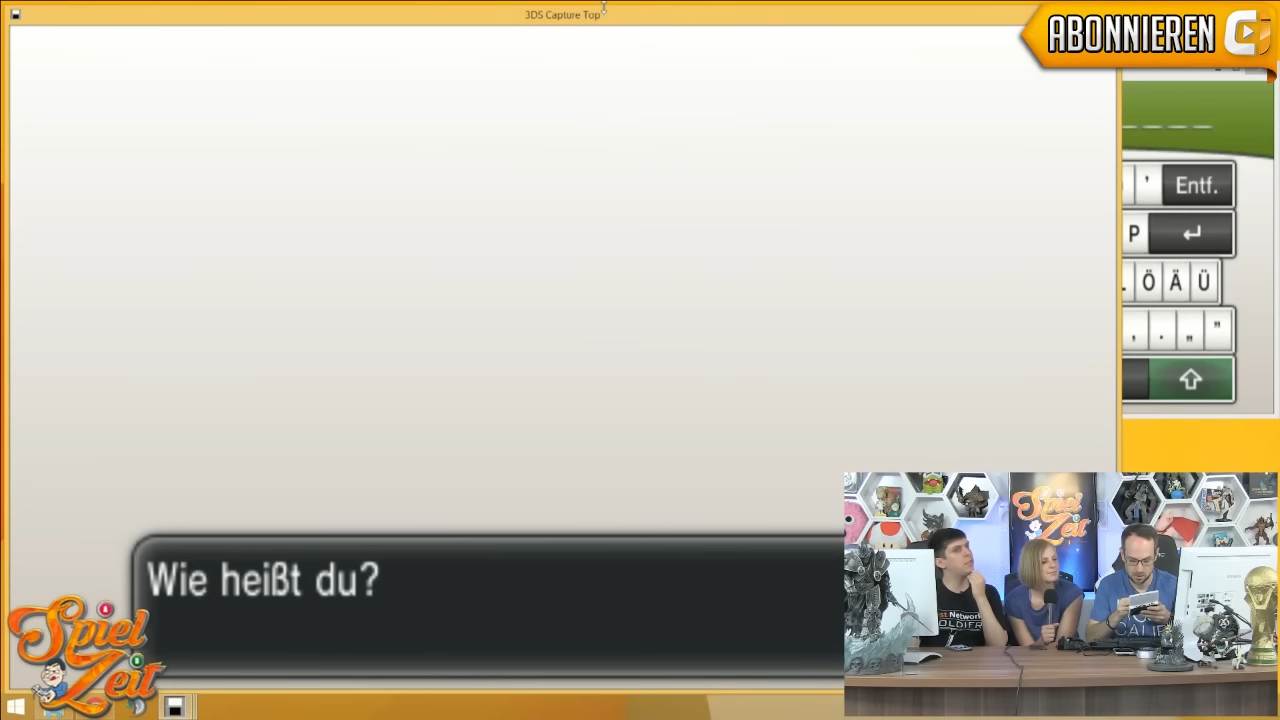 3DS Capture Top
ABONNIEREN
' Entf.
P
Ö Ä Ü
, . „ "
Wie heißt du?
Spiel
Zeit
Spiel
Zeit